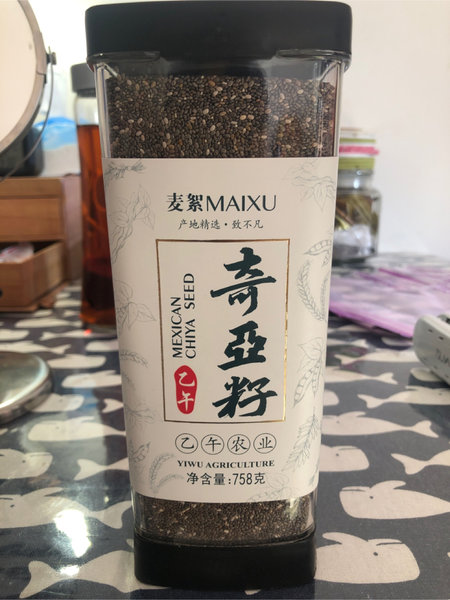 麦絮MAIXU
产地精选·致不凡
奇亞籽
MEXICAN
CHIYA SEED
乙午
乙午农业
YIWU AGRICULTURE
净含量:758克